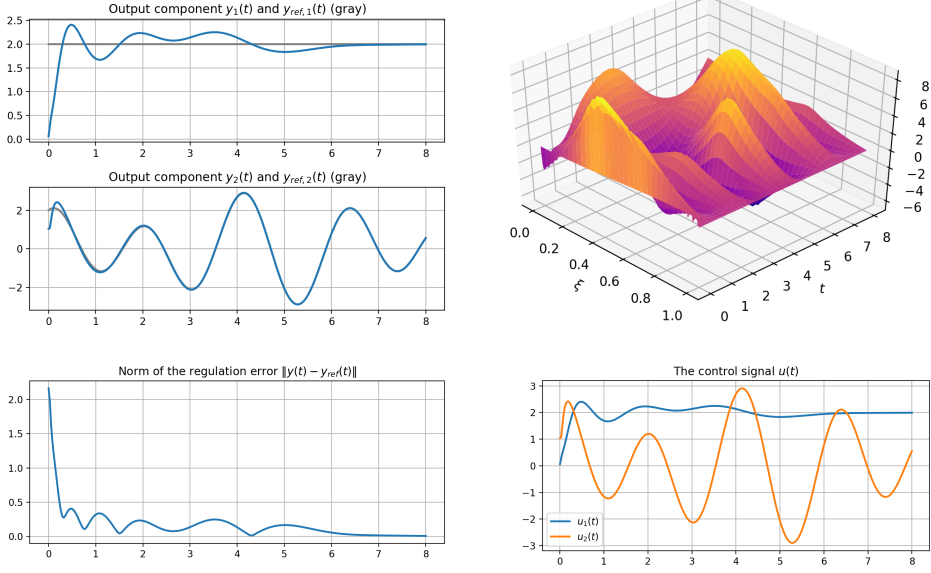 Output component y₁(t) and y_{ref,1}(t) (gray)
2.5
2.0
1.5
1.0
0.5
0.0
0 1 2 3 4 5 6 7 8
Output component y₂(t) and y_{ref,2}(t) (gray)
2
0
−2
0 1 2 3 4 5 6 7 8
8
6
4
2
0
−2
−4
−6
0.0 0.2 0.4 0.6 0.8 1.0
ξ
0 1 2 3 4 5 6 7 8
t
Norm of the regulation error ‖y(t) − y_{ref}(t)‖
2.0
1.5
1.0
0.5
0.0
0 1 2 3 4 5 6 7 8
The control signal u(t)
3
2
1
0
−1
−2
−3
u₁(t)
u₂(t)
0 1 2 3 4 5 6 7 8